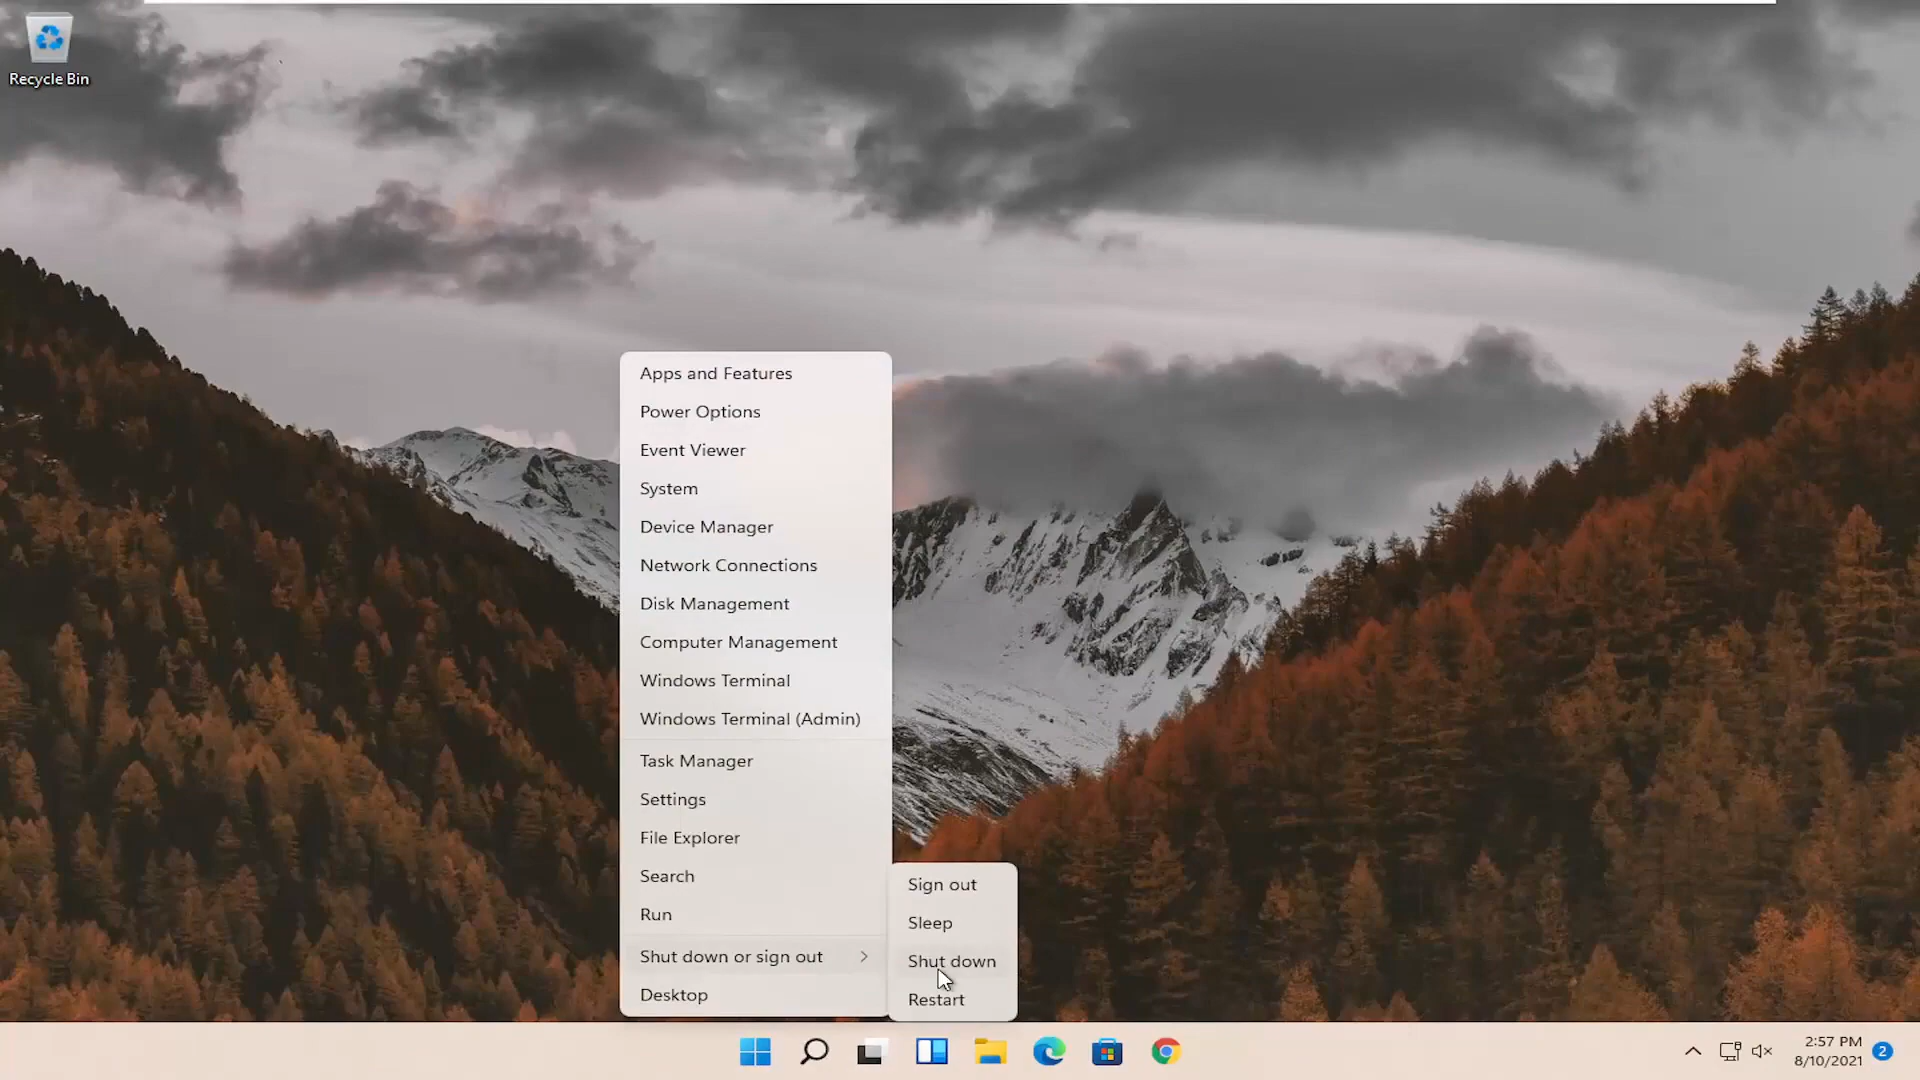 Recycle Bin
Apps and Features
Power Options
Event Viewer
System
Device Manager
Network Connections
Disk Management
Computer Management
Windows Terminal
Windows Terminal (Admin)
Task Manager
Settings
File Explorer
Search
Run
Shut down or sign out
Desktop
Sign out
Sleep
Shut down
Restart
2:57 PM
8/10/2021
2